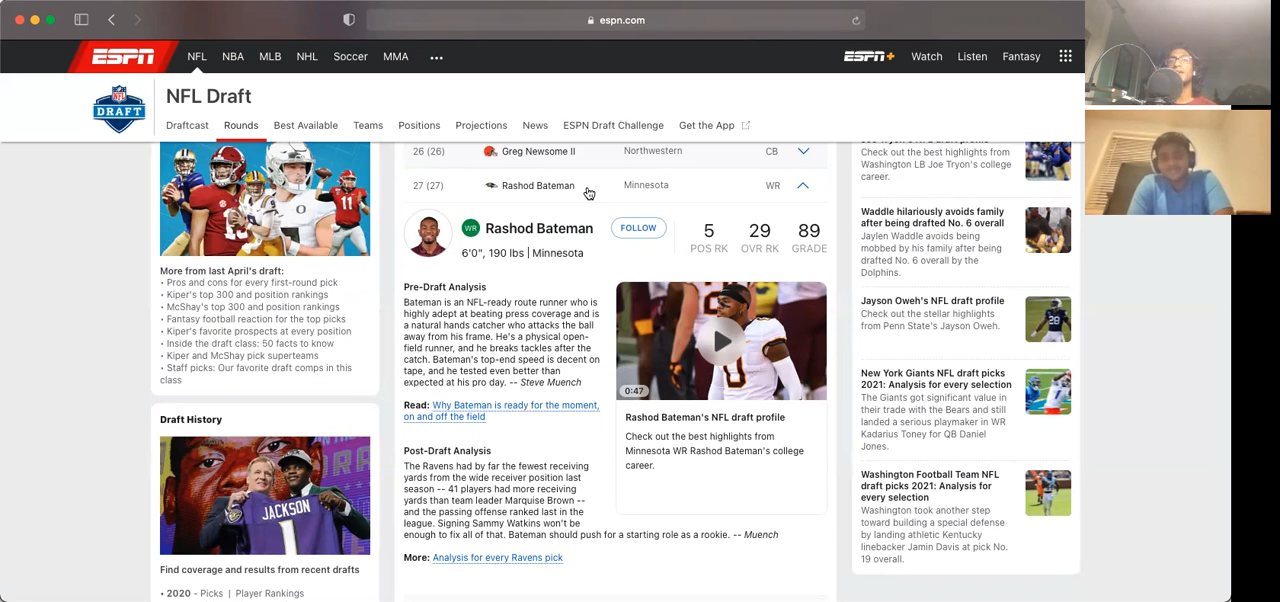 espn.com
ESPN
NFL
NBA
MLB
NHL
Soccer
MMA
ESPN+
Watch
Listen
Fantasy
NFL DRAFT
NFL Draft
Draftcast
Rounds
Best Available
Teams
Positions
Projections
News
ESPN Draft Challenge
Get the App
More from last April's draft:
• Pros and cons for every first-round pick
• Kiper's top 300 and position rankings
• McShay's top 300 and position rankings
• Fantasy football reaction for the top picks
• Kiper's favorite prospects at every position
• Inside the draft class: 50 facts to know
• Kiper and McShay pick superteams
• Staff picks: Our favorite draft comps in this
class
Draft History
JACKSON
1
Find coverage and results from recent drafts
• 2020 - Picks | Player Rankings
26 (26) Greg Newsome II Northwestern CB
27 (27) Rashod Bateman Minnesota WR
WR Rashod Bateman
FOLLOW
6'0", 190 lbs | Minnesota
5 29 89
POS RK OVR RK GRADE
Pre-Draft Analysis
Bateman is an NFL-ready route runner who is
highly adept at beating press coverage and is
a natural hands catcher who attacks the ball
away from his frame. He's a physical open-
field runner, and he breaks tackles after the
catch. Bateman's top-end speed is decent on
tape, and he tested even better than
expected at his pro day. -- Steve Muench
Read: Why Bateman is ready for the moment,
on and off the field
0:47
Rashod Bateman's NFL draft profile
Check out the best highlights from
Minnesota WR Rashod Bateman's college
career.
Post-Draft Analysis
The Ravens had by far the fewest receiving
yards from the wide receiver position last
season -- 41 players had more receiving
yards than team leader Marquise Brown --
and the passing offense ranked last in the
league. Signing Sammy Watkins won't be
enough to fix all of that. Bateman should push for a starting role as a rookie. -- Muench
More: Analysis for every Ravens pick
Check out the best highlights from
Washington LB Joe Tryon's college
career.
Waddle hilariously avoids family
after being drafted No. 6 overall
Jaylen Waddle avoids being
mobbed by his family after being
drafted No. 6 overall by the
Dolphins.
Jayson Oweh's NFL draft profile
Check out the stellar highlights
from Penn State's Jayson Oweh.
New York Giants NFL draft picks
2021: Analysis for every selection
The Giants got significant value in
their trade with the Bears and still
landed a serious playmaker in WR
Kadarius Toney for QB Daniel
Jones.
Washington Football Team NFL
draft picks 2021: Analysis for
every selection
Washington took another step
toward building a special defense
by landing athletic Kentucky
linebacker Jamin Davis at pick No.
19 overall.